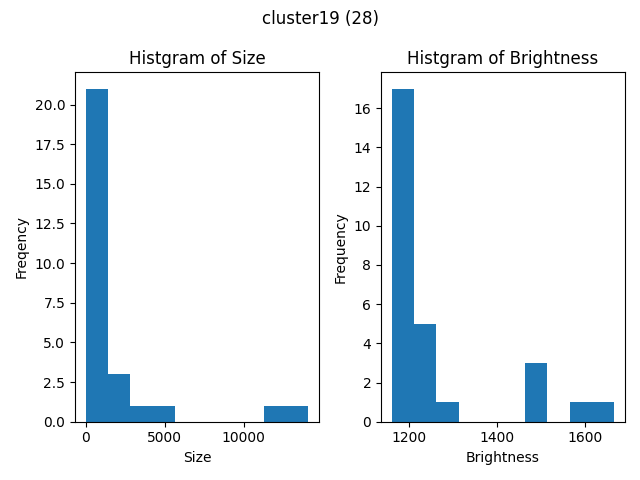 cluster19 (28)
Histgram of Size
20.0
17.5
15.0
12.5
10.0
7.5
5.0
2.5
0.0
Freqency
0 5000 10000
Size
Histgram of Brightness
16
14
12
10
8
6
4
2
0
Frequency
1200 1400 1600
Brightness